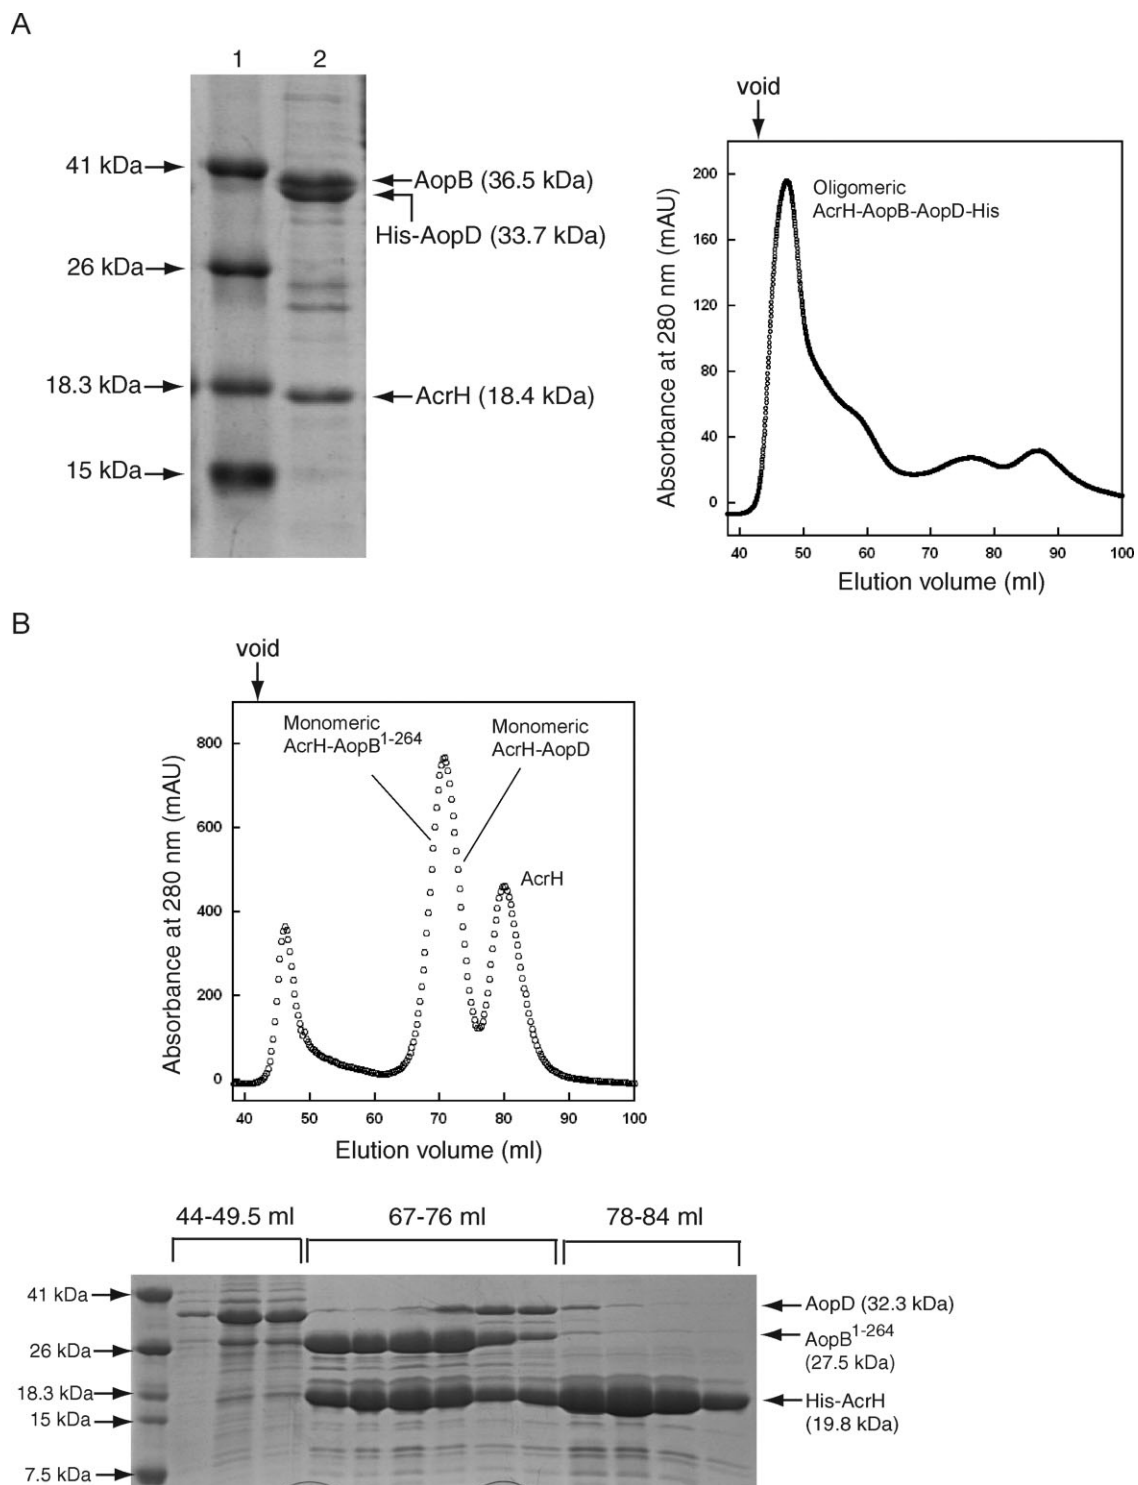 A
1 2
41 kDa
26 kDa
18.3 kDa
15 kDa
AopB (36.5 kDa)
His-AopD (33.7 kDa)
AcrH (18.4 kDa)
void
Oligomeric
AcrH-AopB-AopD-His
Absorbance at 280 nm (mAU)
200
160
120
80
40
0
40 50 60 70 80 90 100
Elution volume (ml)
B
void
Monomeric
AcrH-AopB1-264
Monomeric
AcrH-AopD
AcrH
Absorbance at 280 nm (mAU)
800
600
400
200
0
40 50 60 70 80 90 100
Elution volume (ml)
44-49.5 ml 67-76 ml 78-84 ml
41 kDa
26 kDa
18.3 kDa
15 kDa
7.5 kDa
AopD (32.3 kDa)
AopB1-264
(27.5 kDa)
His-AcrH
(19.8 kDa)